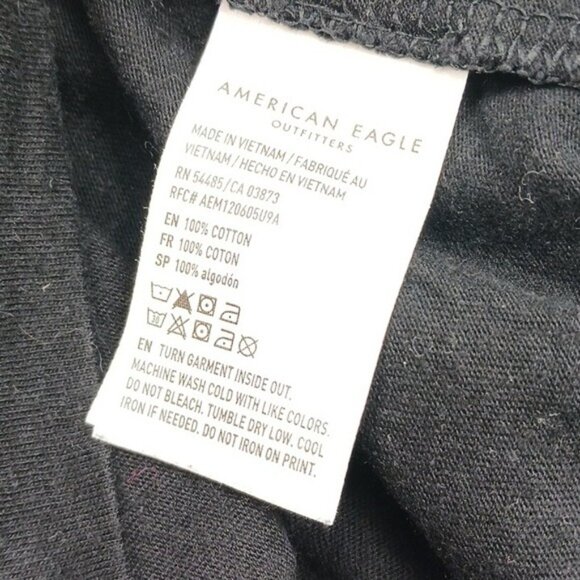 AMERICAN EAGLE
OUTFITTERS
MADE IN VIETNAM / FABRIQUÉ AU
VIETNAM / HECHO EN VIETNAM
RN 54485 / CA 03873
RFC# AEM120605U9A
EN 100% COTTON
FR 100% COTON
SP 100% algodón
30
EN TURN GARMENT INSIDE OUT.
MACHINE WASH COLD WITH LIKE COLORS.
DO NOT BLEACH. TUMBLE DRY LOW. COOL
IRON IF NEEDED. DO NOT IRON ON PRINT.